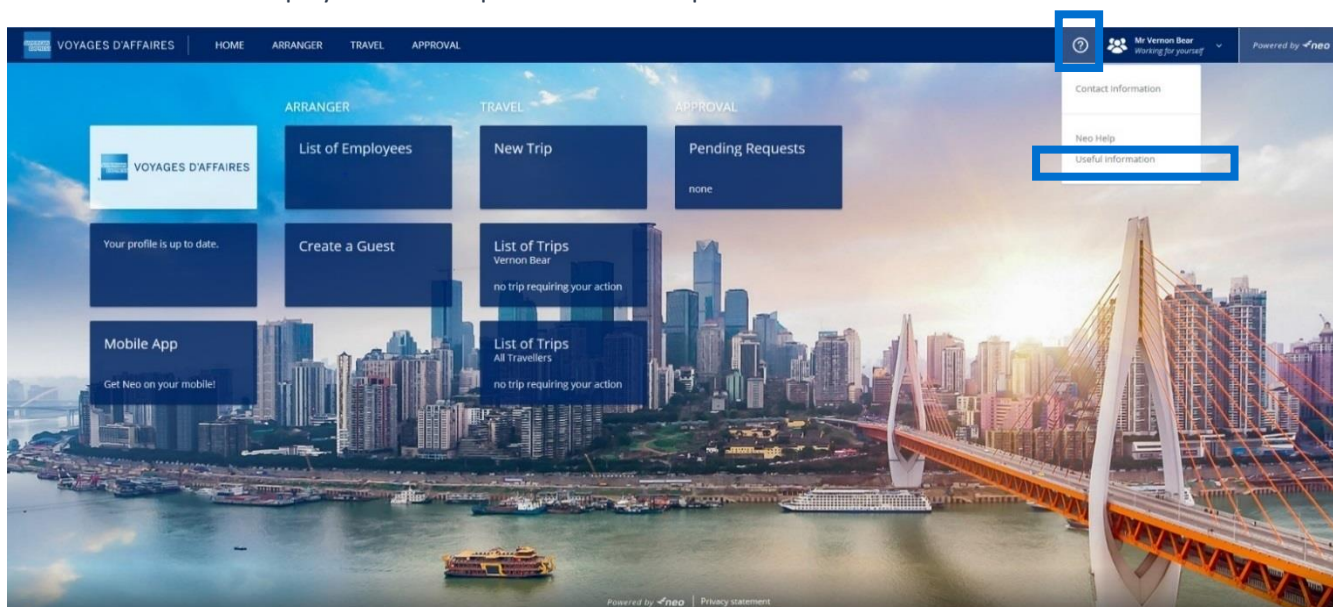 VOYAGES D'AFFAIRES HOME ARRANGER TRAVEL APPROVAL
Mr Vernon Bear
Working for yourself
Powered by neo
Contact Information
Neo Help
Useful information
ARRANGER TRAVEL APPROVAL
VOYAGES D'AFFAIRES
List of Employees
New Trip
Pending Requests
none
Your profile is up to date.
Create a Guest
List of Trips
Vernon Bear
no trip requiring your action
Mobile App
Get Neo on your mobile!
List of Trips
All Travellers
no trip requiring your action
Powered by neo Privacy statement